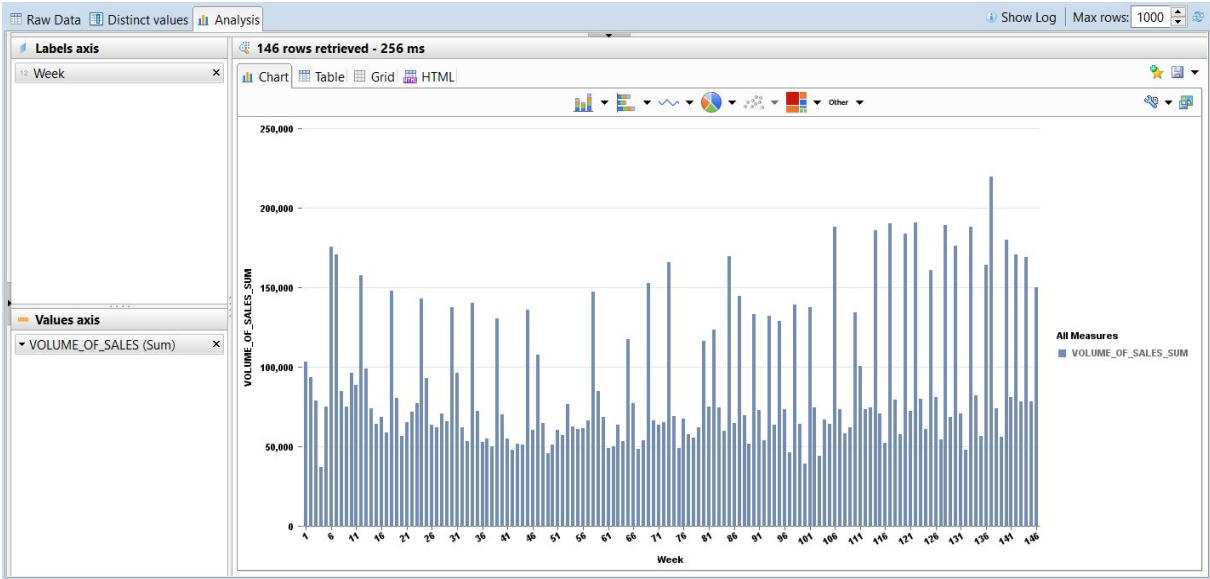 Raw Data Distinct values Analysis Show Log Max rows: 1000
Labels axis
12 Week
146 rows retrieved - 256 ms
Chart Table Grid HTML
Other
Values axis
VOLUME_OF_SALES (Sum)
VOLUME_OF_SALES_SUM
250,000
200,000
150,000
100,000
50,000
0
1 6 11 16 21 26 31 36 41 46 51 56 61 66 71 76 81 86 91 96 101 106 111 116 121 126 131 136 141 146
Week
All Measures
VOLUME_OF_SALES_SUM